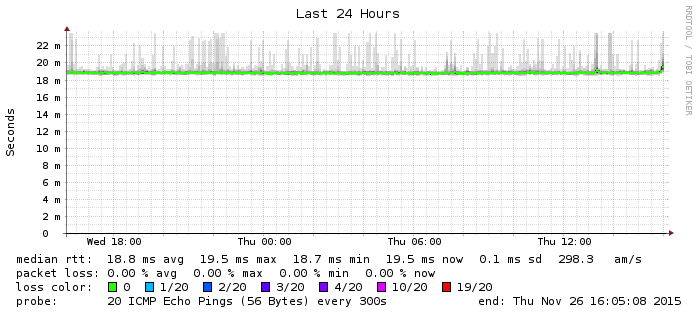 Last 24 Hours
RRDTOOL / TOBI OETIKER
Seconds
22 m
20 m
18 m
16 m
14 m
12 m
10 m
8 m
6 m
4 m
2 m
0
Wed 18:00 Thu 00:00 Thu 06:00 Thu 12:00
median rtt: 18.8 ms avg 19.5 ms max 18.7 ms min 19.5 ms now 0.1 ms sd 298.3 am/s
packet loss: 0.00 % avg 0.00 % max 0.00 % min 0.00 % now
loss color: 0 1/20 2/20 3/20 4/20 10/20 19/20
probe: 20 ICMP Echo Pings (56 Bytes) every 300s end: Thu Nov 26 16:05:08 2015